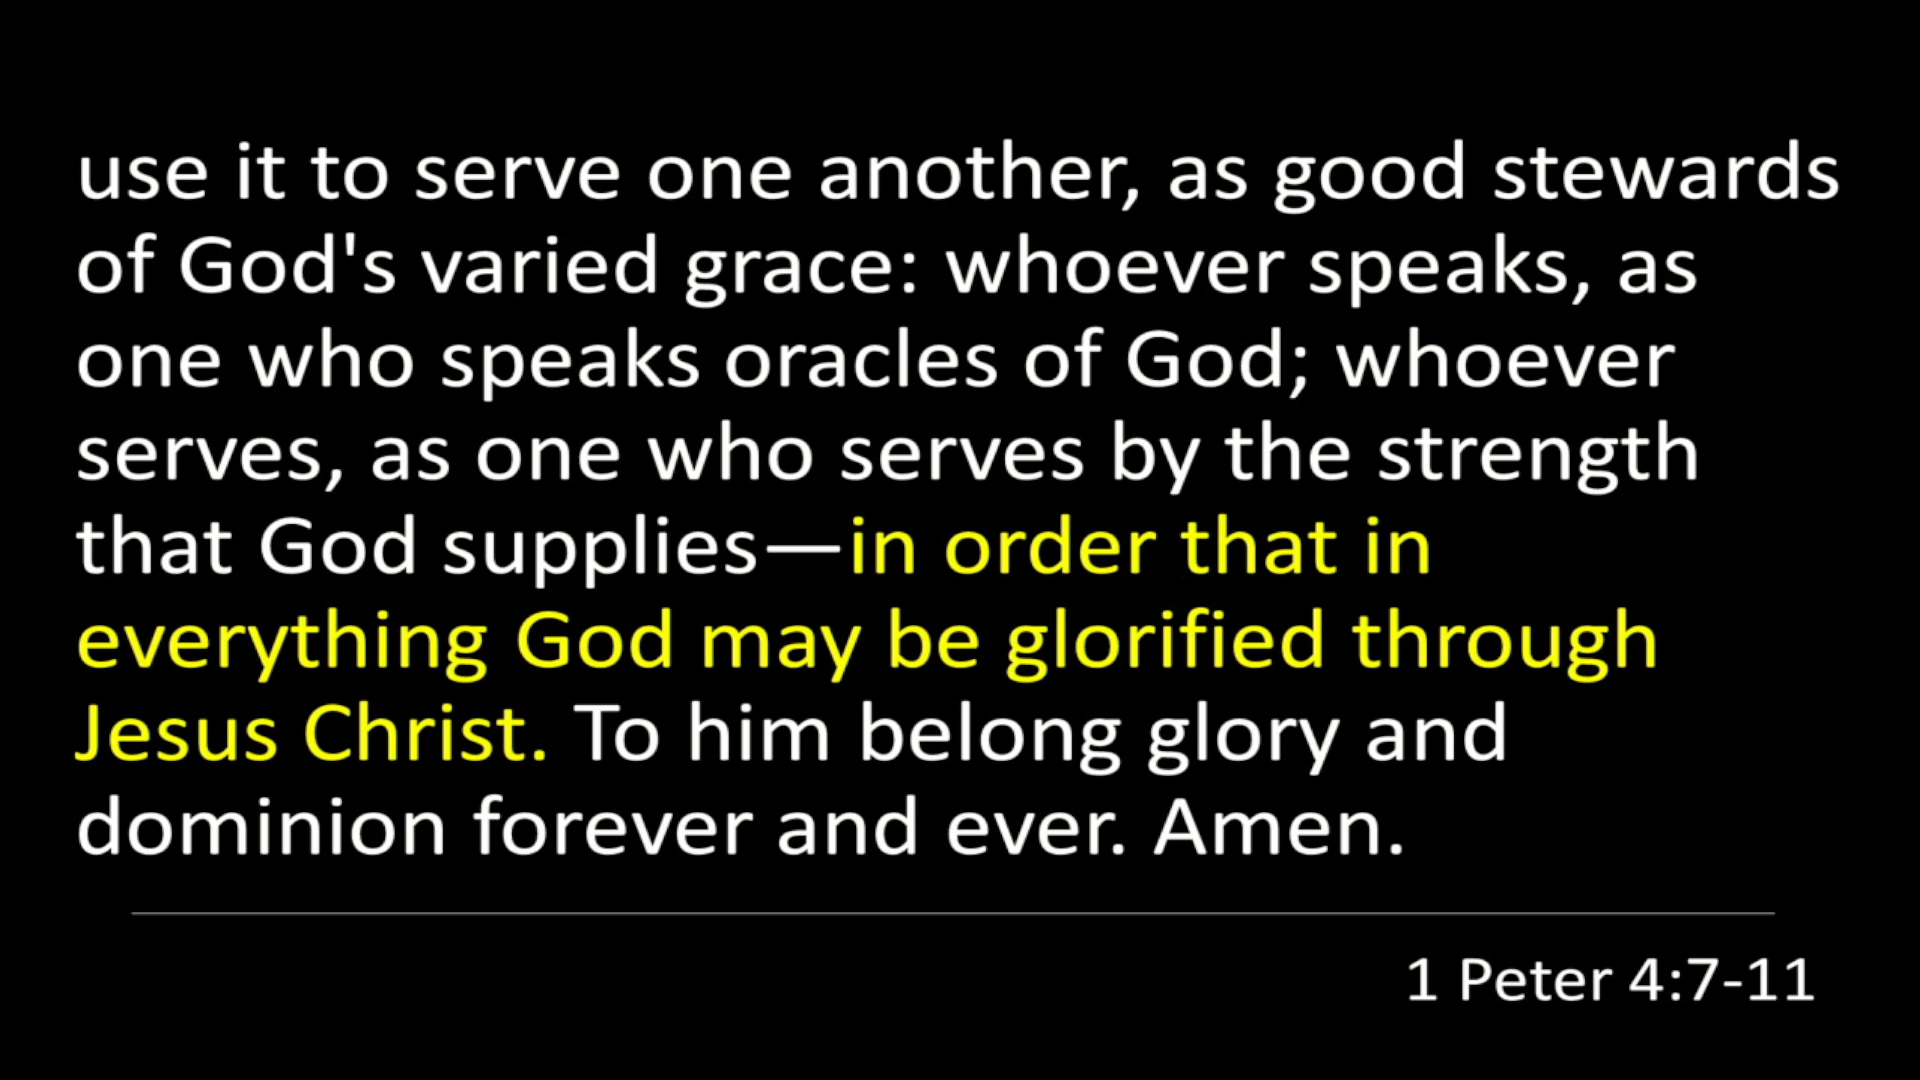 use it to serve one another, as good stewards
of God's varied grace: whoever speaks, as
one who speaks oracles of God; whoever
serves, as one who serves by the strength
that God supplies—in order that in
everything God may be glorified through
Jesus Christ. To him belong glory and
dominion forever and ever. Amen.
1 Peter 4:7-11